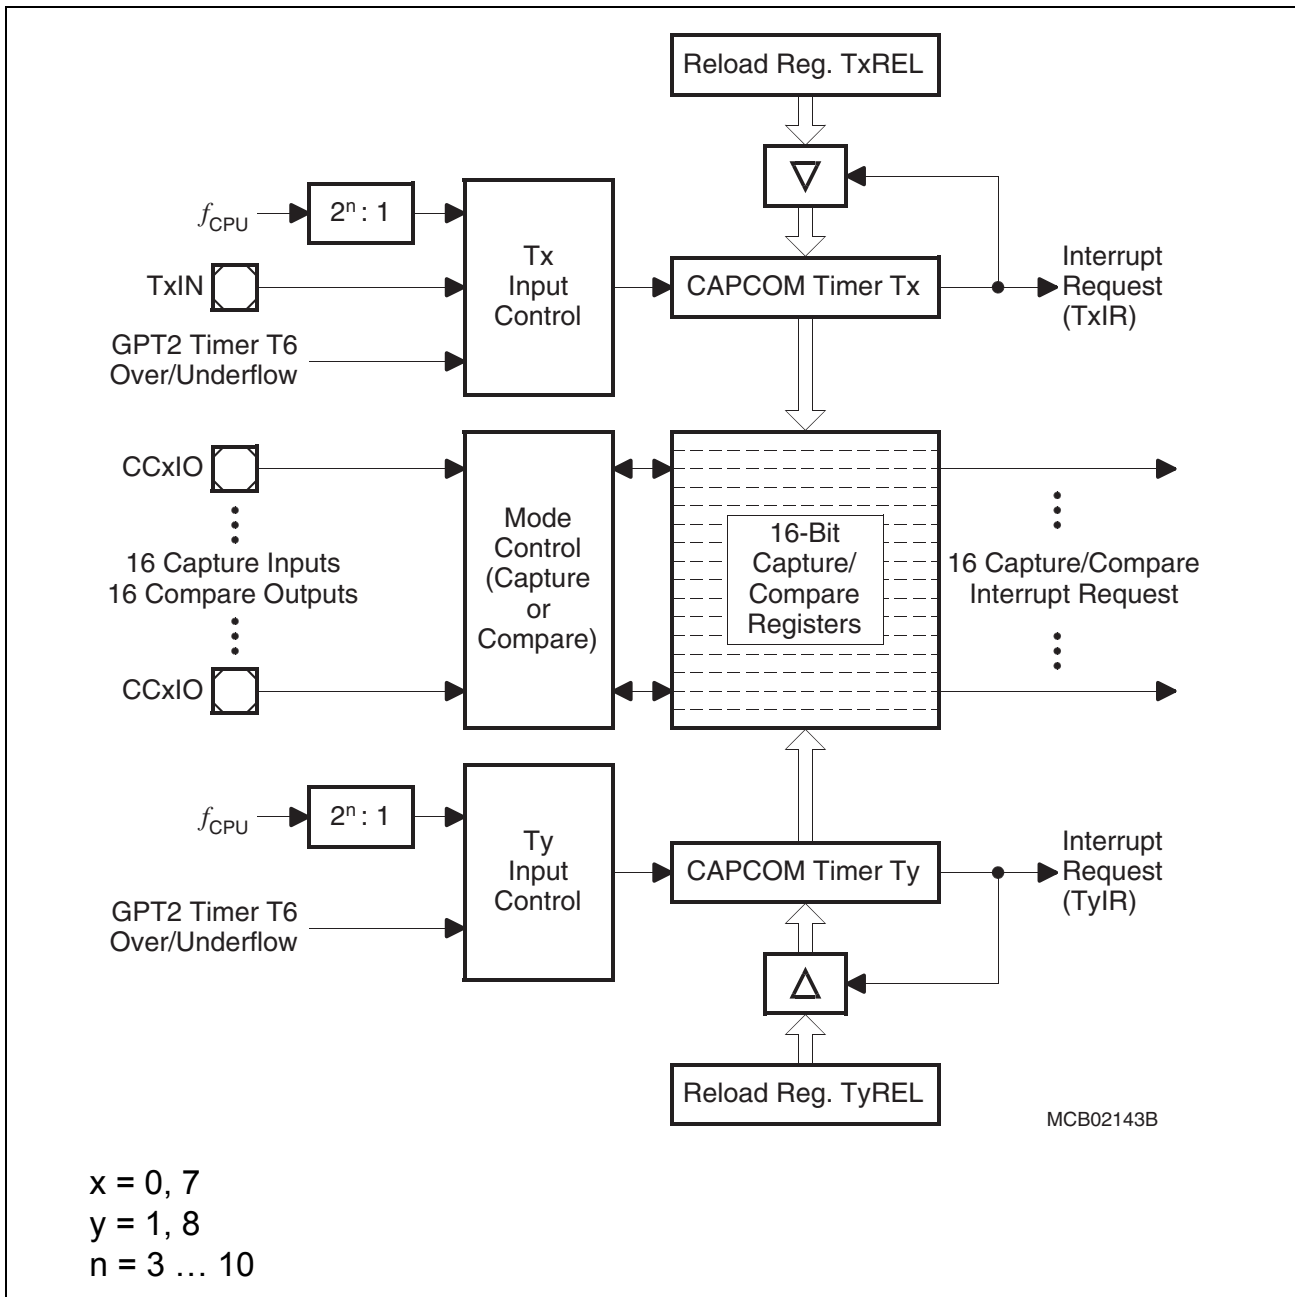 Reload Reg. TxREL
▽
f CPU
2ⁿ : 1
TxIN
GPT2 Timer T6
Over/Underflow
Tx
Input
Control
CAPCOM Timer Tx
Interrupt
Request
(TxIR)
CCxIO
16 Capture Inputs
16 Compare Outputs
CCxIO
Mode
Control
(Capture
or
Compare)
16-Bit
Capture/
Compare
Registers
16 Capture/Compare
Interrupt Request
f CPU
2ⁿ : 1
GPT2 Timer T6
Over/Underflow
Ty
Input
Control
CAPCOM Timer Ty
Interrupt
Request
(TyIR)
△
Reload Reg. TyREL
MCB02143B
x = 0, 7
y = 1, 8
n = 3 … 10